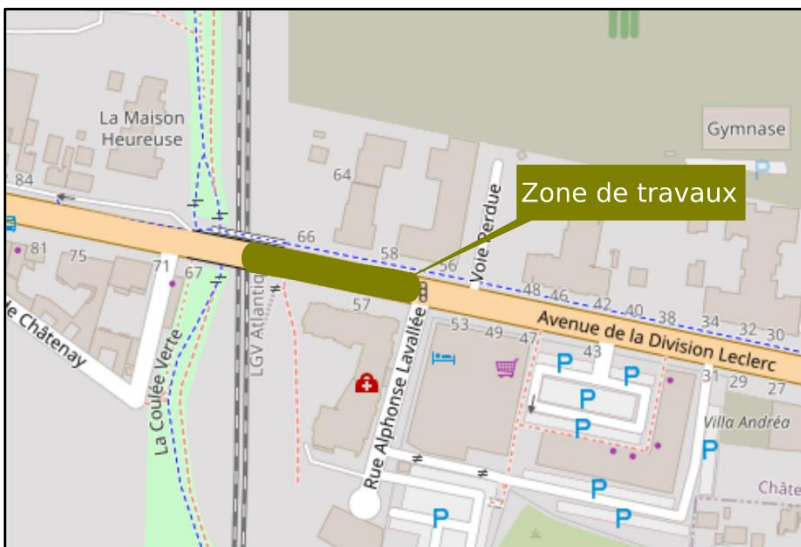 La Maison
Heureuse
Gymnase
P
84
64
Zone de travaux
Voie Perdue
66
58
56
81
75
71
67
57
48
46
42
40
38
34
32
30
Avenue de la Division Leclerc
53
49
47
43
31
29
27
de Châtenay
La Coulée Verte
LGV Atlantiq
Rue Alphonse Lavallée
P
P
P
P
Villa Andréa
P
P
P
P
Chât